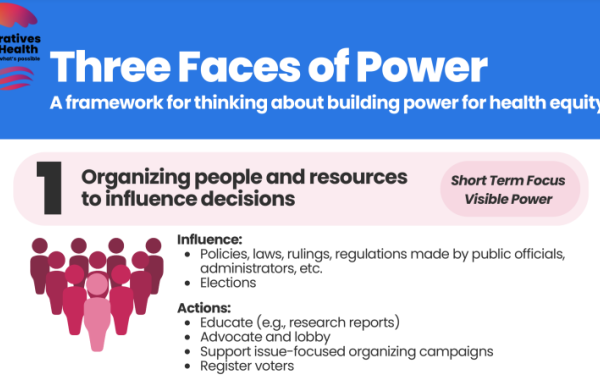 ratives
Health
what's possible
Three Faces of Power
A framework for thinking about building power for health equity
1
Organizing people and resources
to influence decisions
Short Term Focus
Visible Power
Influence:
• Policies, laws, rulings, regulations made by public officials,
administrators, etc.
• Elections
Actions:
• Educate (e.g., research reports)
• Advocate and lobby
• Support issue-focused organizing campaigns
• Register voters